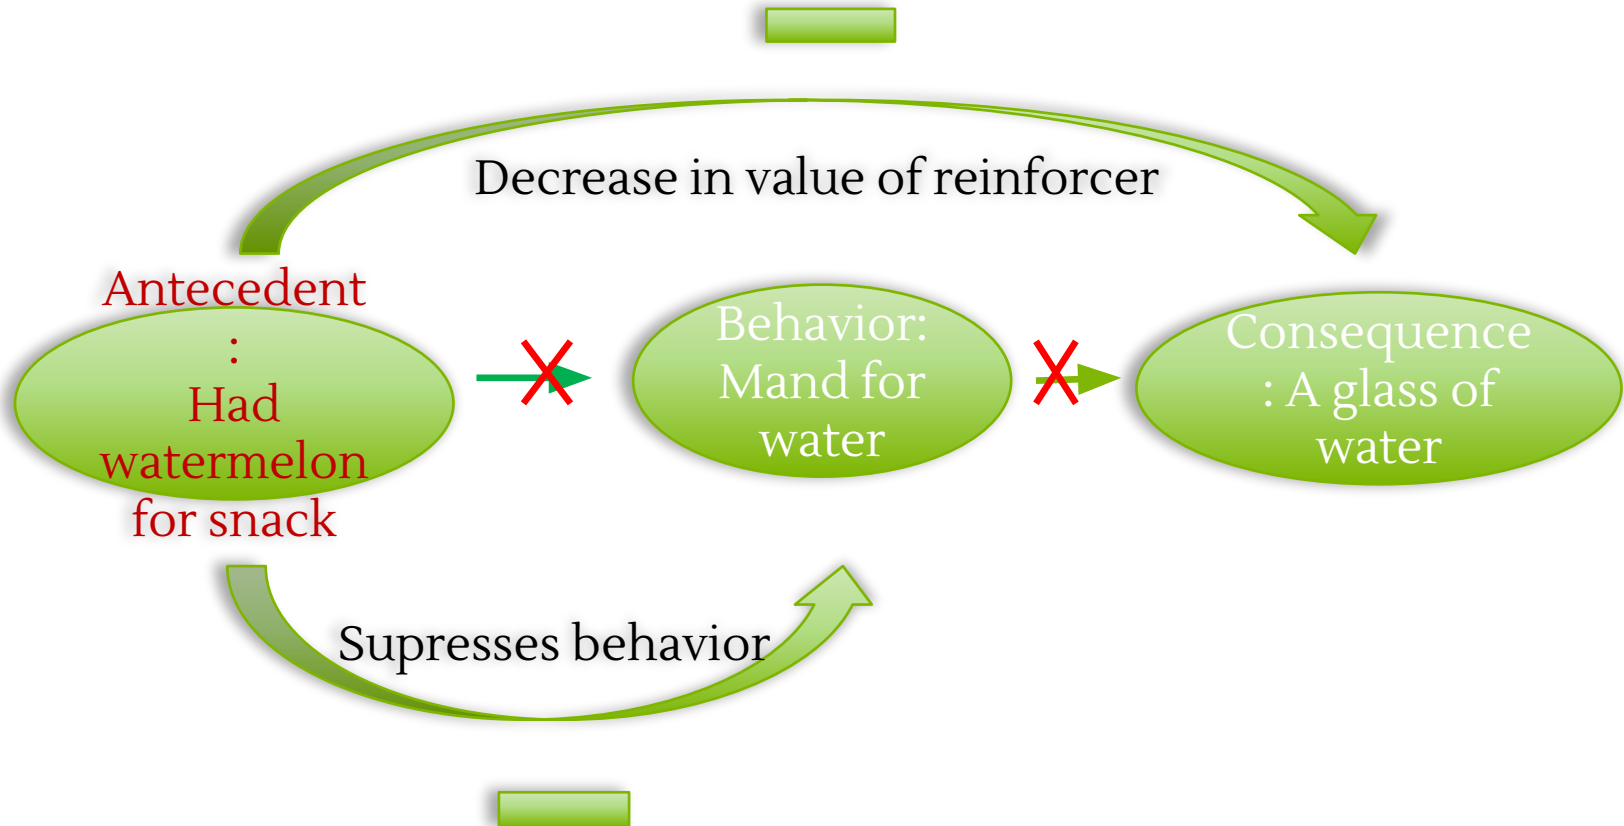 Decrease in value of reinforcer
Antecedent
:
Had
watermelon
for snack
Behavior:
Mand for
water
Consequence
: A glass of
water
Supresses behavior